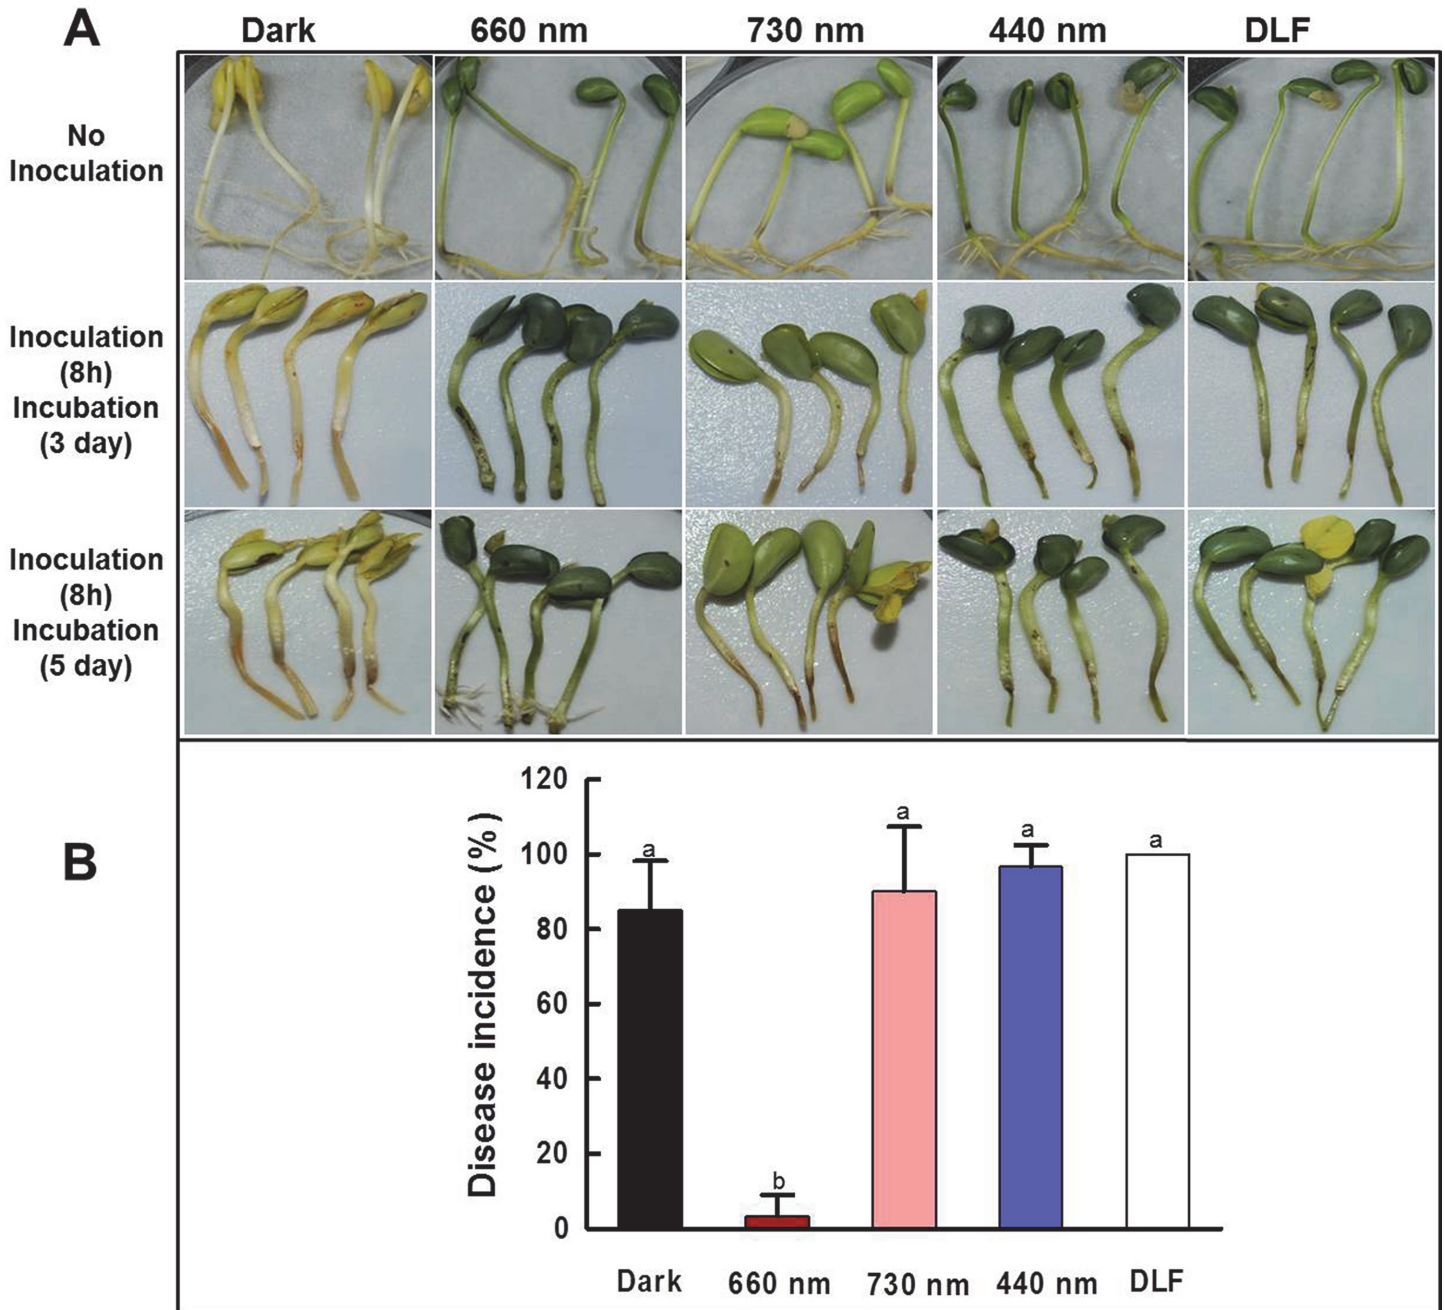 A
Dark 660 nm 730 nm 440 nm DLF
No
Inoculation
Inoculation
(8h)
Incubation
(3 day)
Inoculation
(8h)
Incubation
(5 day)
B
Disease incidence (%)
120
100
80
60
40
20
0
a
b
a
a
a
Dark 660 nm 730 nm 440 nm DLF